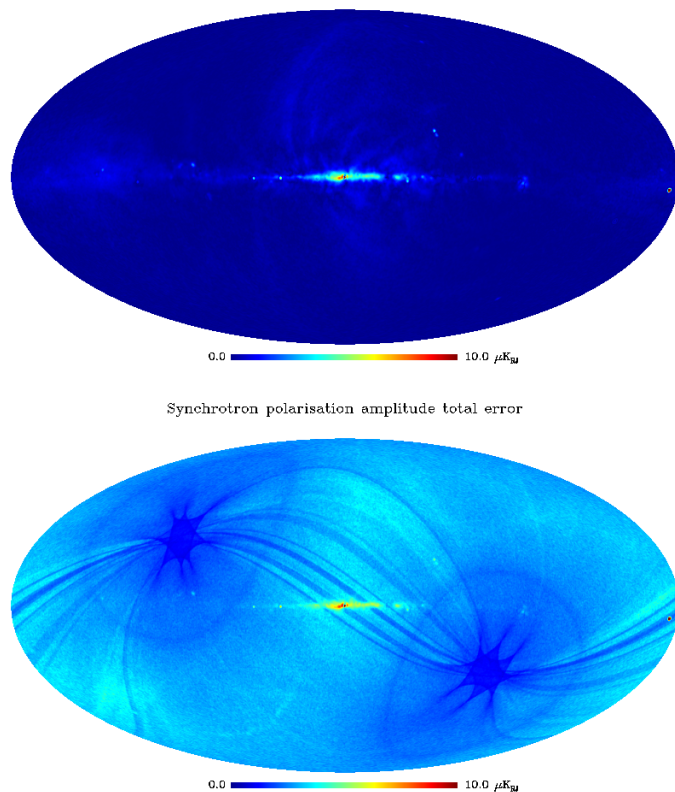 0.0 10.0 μK_RJ
Synchrotron polarisation amplitude total error
0.0 10.0 μK_RJ